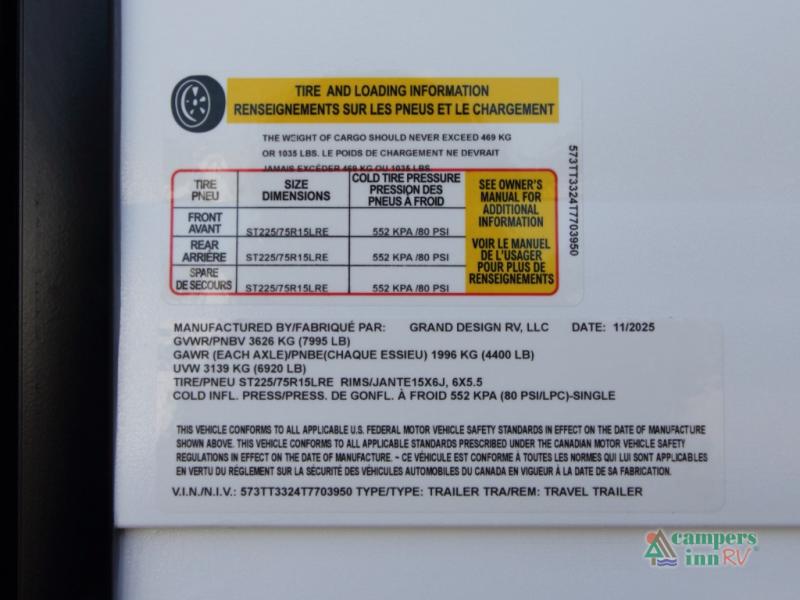 TIRE AND LOADING INFORMATION
RENSEIGNEMENTS SUR LES PNEUS ET LE CHARGEMENT
THE WEIGHT OF CARGO SHOULD NEVER EXCEED 469 KG
OR 1035 LBS. LE POIDS DE CHARGEMENT NE DEVRAIT
JAMAIS EXCÉDER 469 KG OU 1035 LBS.
TIRE
PNEU
SIZE
DIMENSIONS
COLD TIRE PRESSURE
PRESSION DES
PNEUS À FROID
SEE OWNER'S
MANUAL FOR
ADDITIONAL
INFORMATION
VOIR LE MANUEL
DE L'USAGER
POUR PLUS DE
RENSEIGNEMENTS
FRONT
AVANT
ST225/75R15LRE
552 KPA /80 PSI
REAR
ARRIÈRE
ST225/75R15LRE
552 KPA /80 PSI
SPARE
DE SECOURS
ST225/75R15LRE
552 KPA /80 PSI
573TT3324T7703950
MANUFACTURED BY/FABRIQUÉ PAR: GRAND DESIGN RV, LLC DATE: 11/2025
GVWR/PNBV 3626 KG (7995 LB)
GAWR (EACH AXLE)/PNBE(CHAQUE ESSIEU) 1996 KG (4400 LB)
UVW 3139 KG (6920 LB)
TIRE/PNEU ST225/75R15LRE RIMS/JANTE15X6J, 6X5.5
COLD INFL. PRESS/PRESS. DE GONFL. À FROID 552 KPA (80 PSI/LPC)-SINGLE
THIS VEHICLE CONFORMS TO ALL APPLICABLE U.S. FEDERAL MOTOR VEHICLE SAFETY STANDARDS IN EFFECT ON THE DATE OF MANUFACTURE
SHOWN ABOVE. THIS VEHICLE CONFORMS TO ALL APPLICABLE STANDARDS PRESCRIBED UNDER THE CANADIAN MOTOR VEHICLE SAFETY
REGULATIONS IN EFFECT ON THE DATE OF MANUFACTURE. ~ CE VÉHICULE EST CONFORME À TOUTES LES NORMES QUI LUI SONT APPLICABLES
EN VERTU DU RÈGLEMENT SUR LA SÉCURITÉ DES VÉHICULES AUTOMOBILES DU CANADA EN VIGUEUR À LA DATE DE SA FABRICATION.
V.I.N./N.I.V.: 573TT3324T7703950 TYPE/TYPE: TRAILER TRA/REM: TRAVEL TRAILER
campers
inn RV®